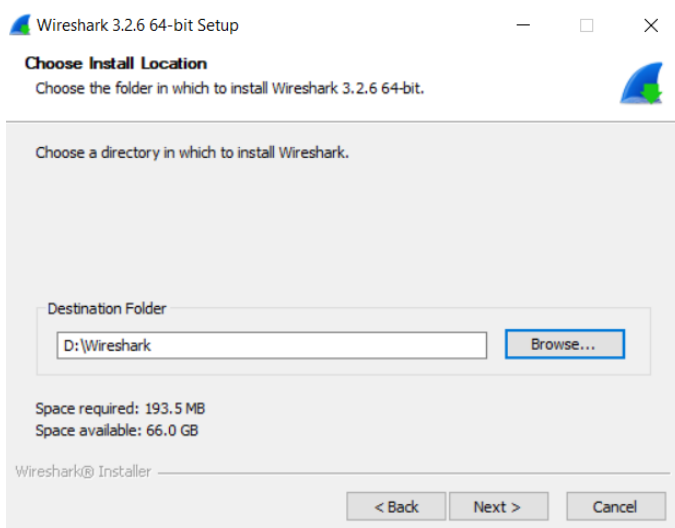 Wireshark 3.2.6 64-bit Setup
Choose Install Location
Choose the folder in which to install Wireshark 3.2.6 64-bit.
Choose a directory in which to install Wireshark.
Destination Folder
D:\Wireshark
Browse...
Space required: 193.5 MB
Space available: 66.0 GB
Wireshark® Installer
< Back Next > Cancel